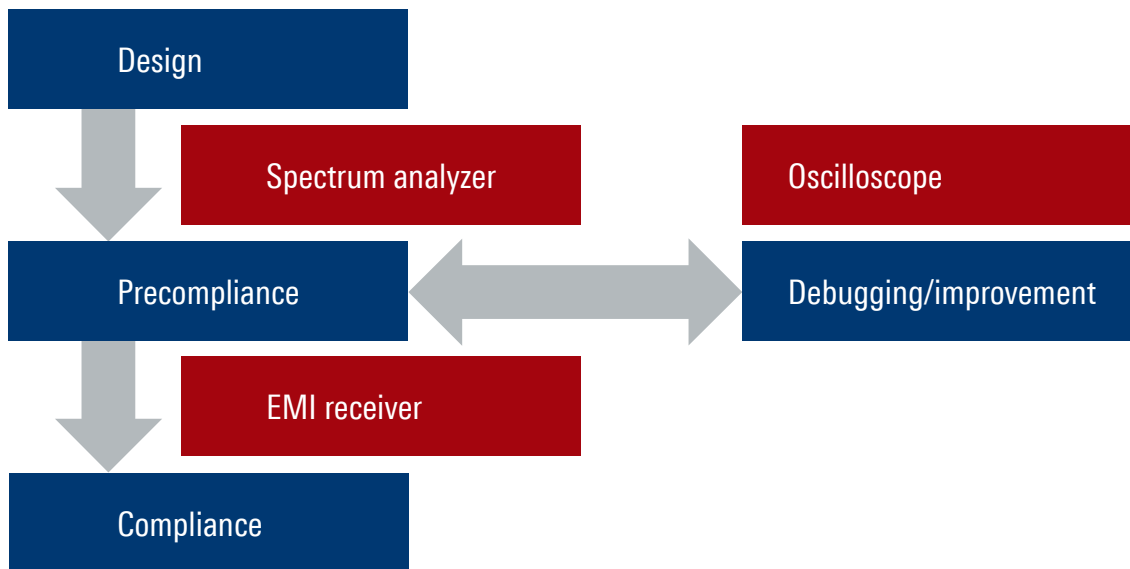 Design
Spectrum analyzer
Oscilloscope
Precompliance
Debugging/improvement
EMI receiver
Compliance